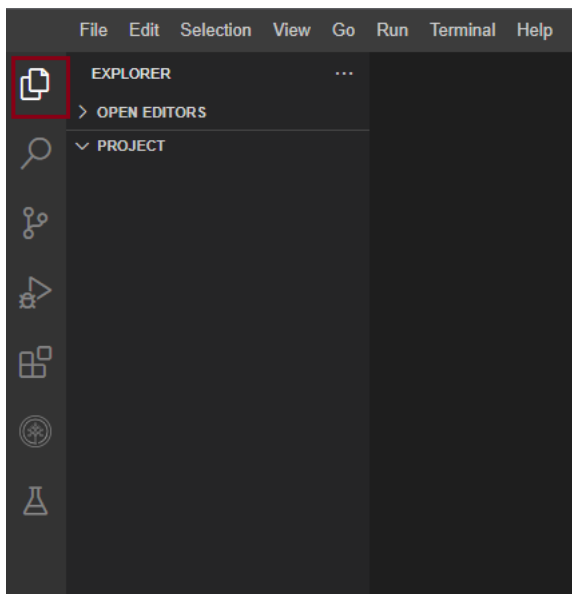 File Edit Selection View Go Run Terminal Help
EXPLORER ...
OPEN EDITORS
PROJECT